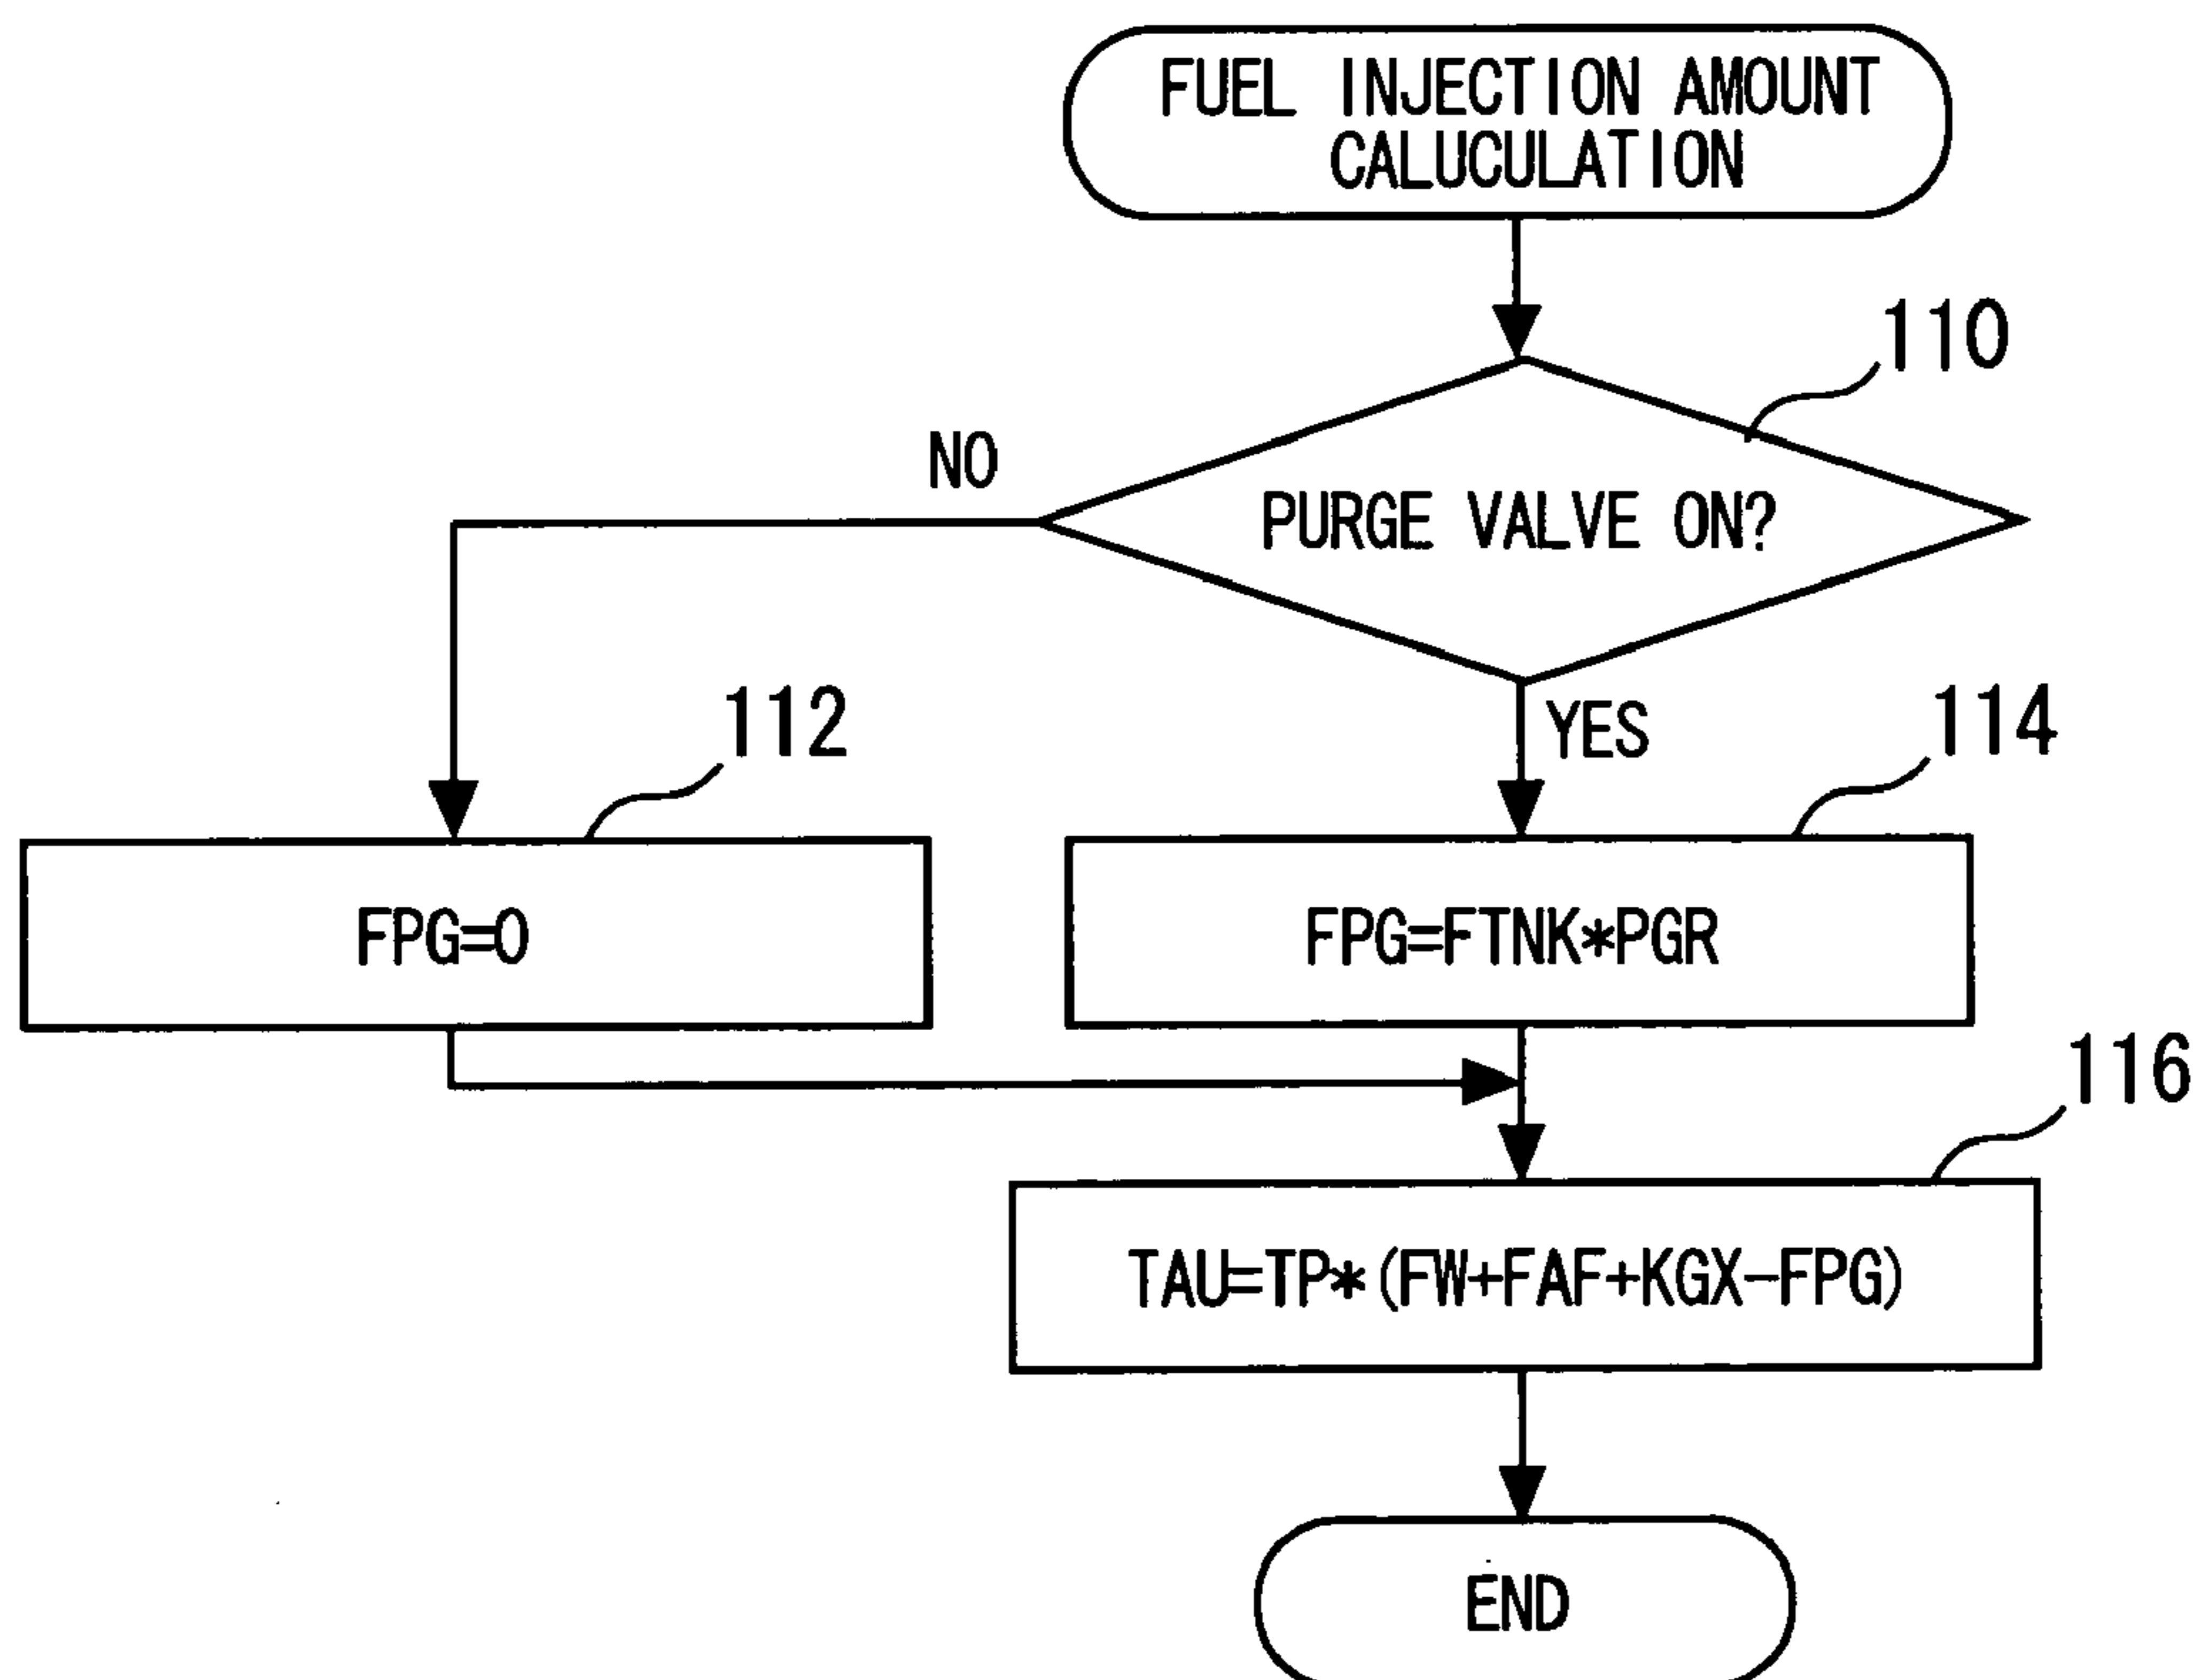 FUEL INJECTION AMOUNT
CALUCULATION
110
NO
PURGE VALVE ON?
YES
112
114
FPG=0
FPG=FTNK*PGR
116
TAU=TP*(FW+FAF+KGX-FPG)
END